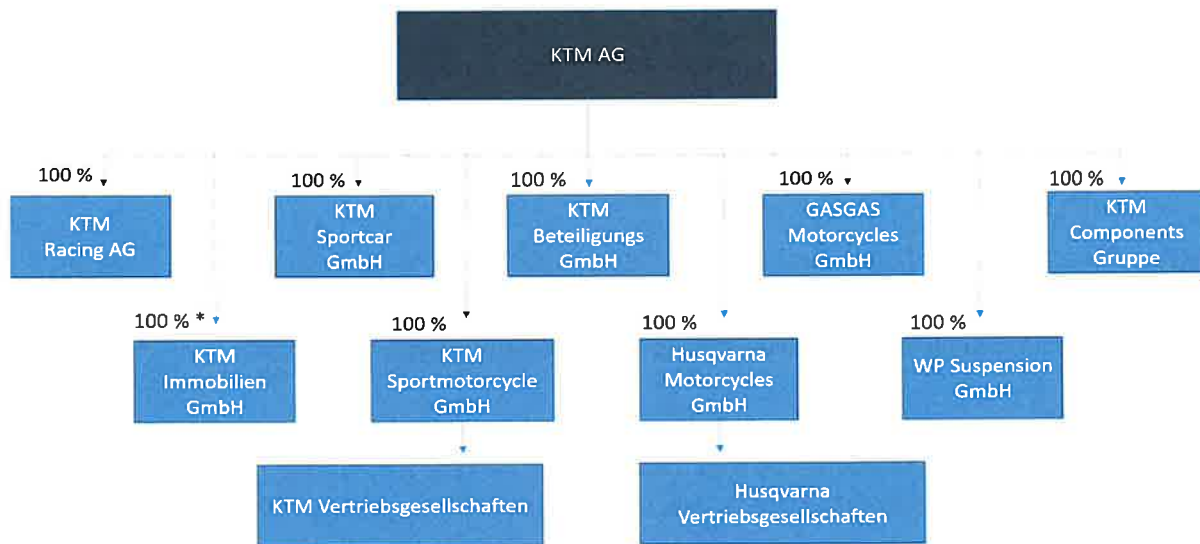 KTM AG
100 %
KTM
Racing AG
100 %
KTM
Sportcar
GmbH
100 %
KTM
Beteiligungs
GmbH
100 %
GASGAS
Motorcycles
GmbH
100 %
KTM
Components
Gruppe
100 % *
KTM
Immobilien
GmbH
100 %
KTM
Sportmotorcycle
GmbH
100 %
Husqvarna
Motorcycles
GmbH
100 %
WP Suspension
GmbH
KTM Vertriebsgesellschaften
Husqvarna
Vertriebsgesellschaften